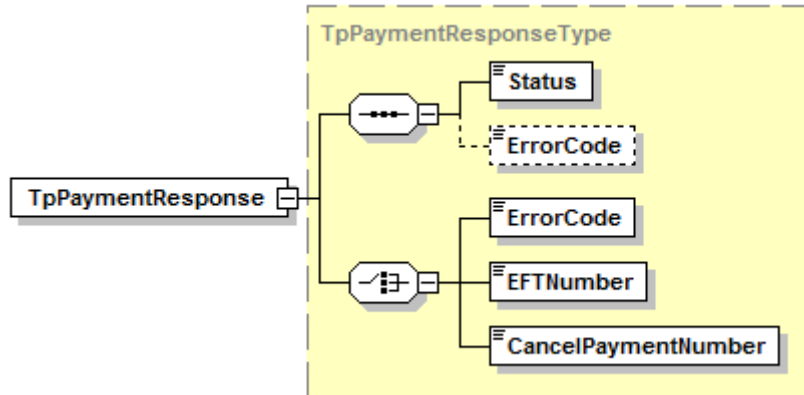 TpPaymentResponseType
Status
ErrorCode
TpPaymentResponse
ErrorCode
EFTNumber
CancelPaymentNumber